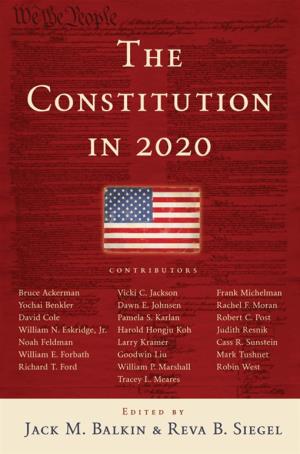 We the People
THE
CONSTITUTION
IN 2020
CONTRIBUTORS
Bruce Ackerman
Yochai Benkler
David Cole
William N. Eskridge, Jr.
Noah Feldman
William E. Forbath
Richard T. Ford
Vicki C. Jackson
Dawn E. Johnsen
Pamela S. Karlan
Harold Hongju Koh
Larry Kramer
Goodwin Liu
William P. Marshall
Tracey L. Meares
Frank Michelman
Rachel F. Moran
Robert C. Post
Judith Resnik
Cass R. Sunstein
Mark Tushnet
Robin West
EDITED BY
JACK M. BALKIN & REVA B. SIEGEL